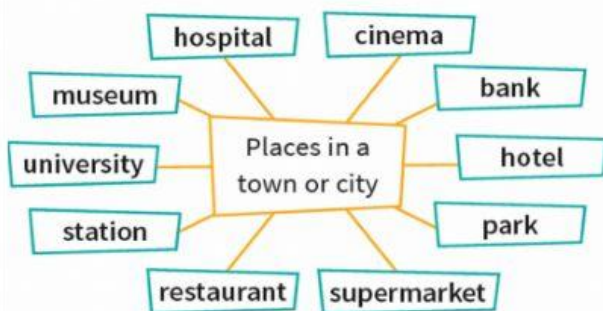 hospital
cinema
museum
bank
Places in a
town or city
university
hotel
station
park
restaurant
supermarket